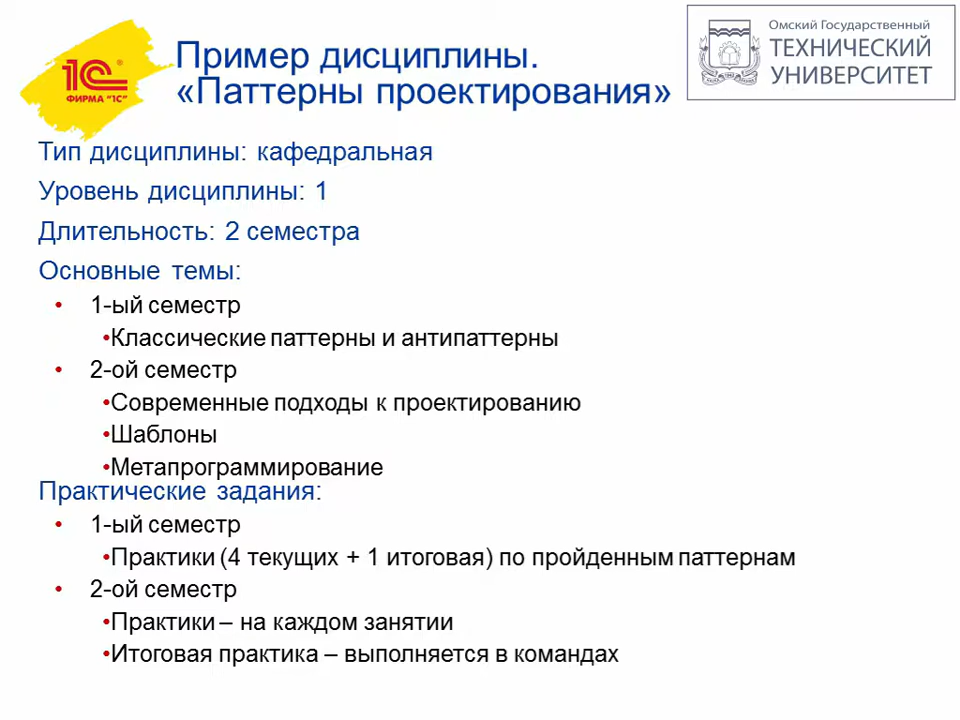 1С®
ФИРМА "1С"
Пример дисциплины.
«Паттерны проектирования»
Омский Государственный
ТЕХНИЧЕСКИЙ
УНИВЕРСИТЕТ
Тип дисциплины: кафедральная
Уровень дисциплины: 1
Длительность: 2 семестра
Основные темы:
• 1-ый семестр
•Классические паттерны и антипаттерны
• 2-ой семестр
•Современные подходы к проектированию
•Шаблоны
•Метапрограммирование
Практические задания:
• 1-ый семестр
•Практики (4 текущих + 1 итоговая) по пройденным паттернам
• 2-ой семестр
•Практики – на каждом занятии
•Итоговая практика – выполняется в командах